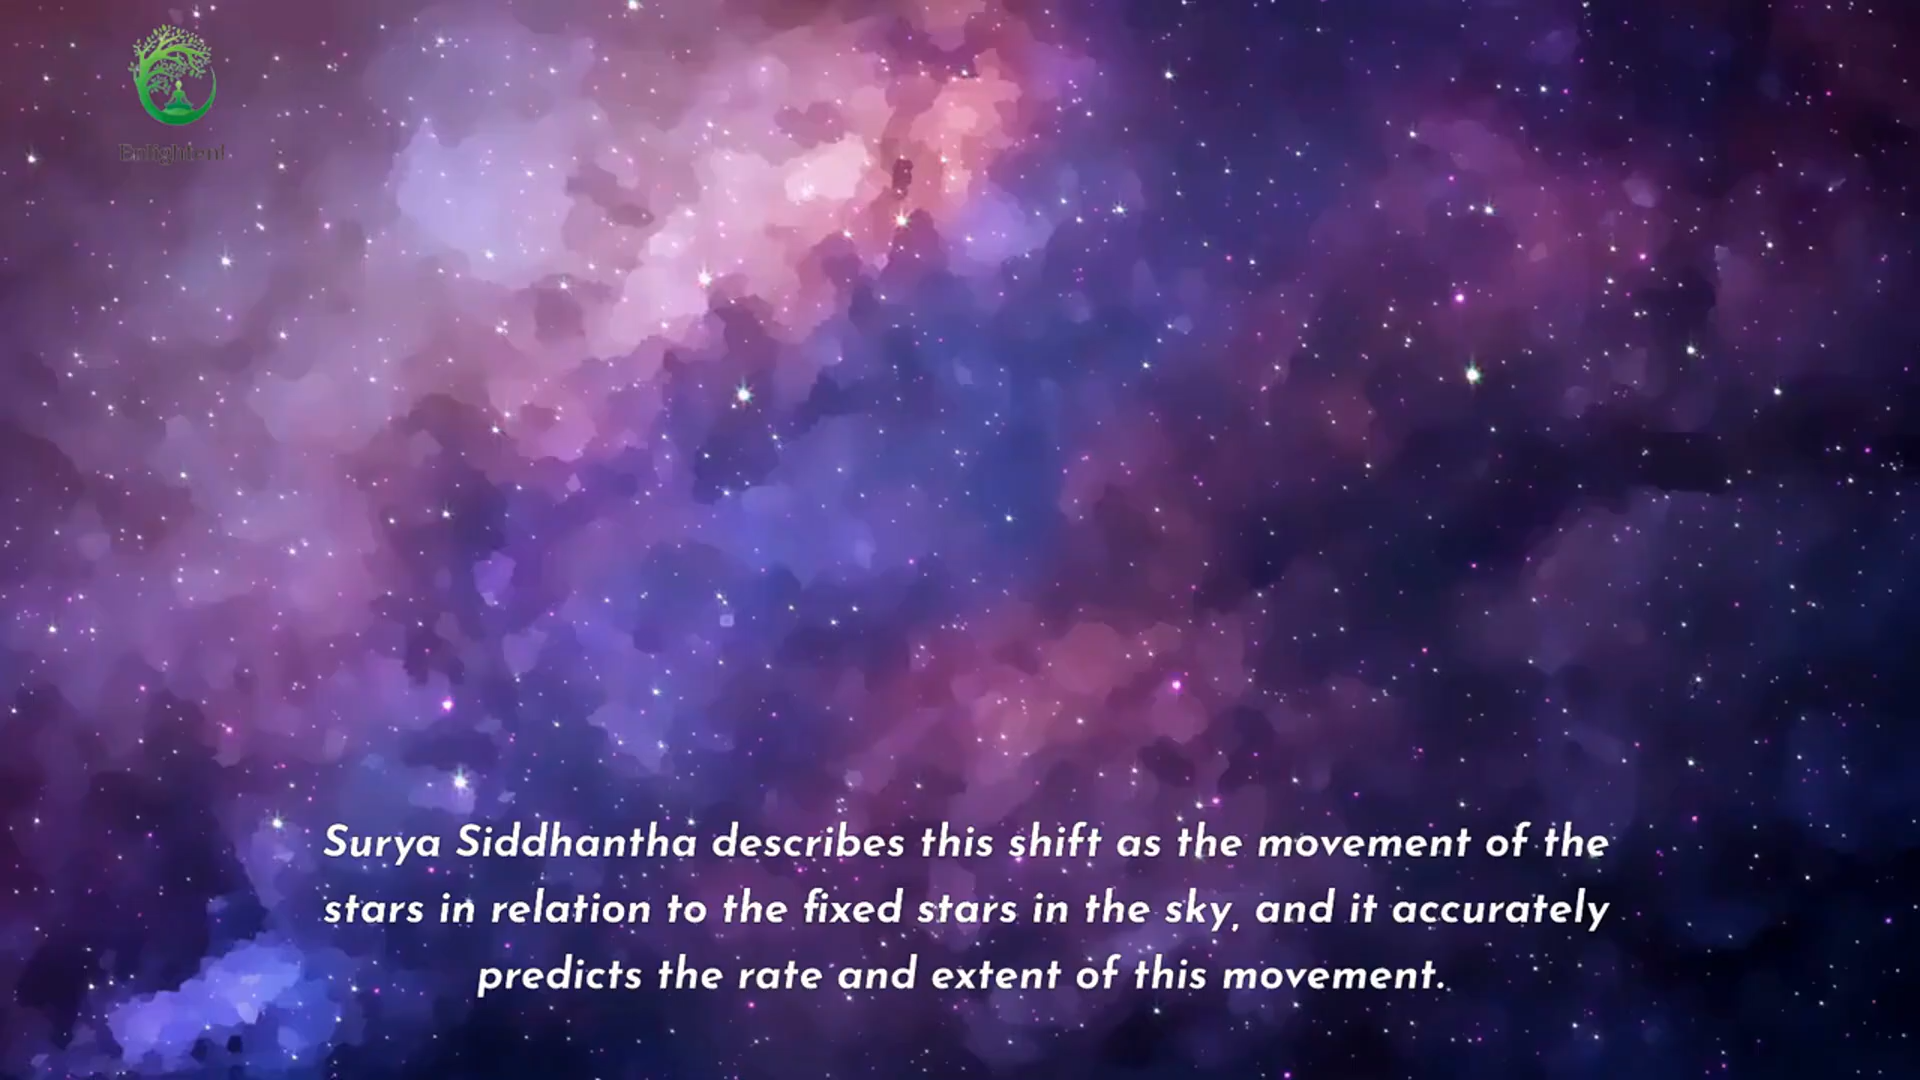 Enlightent
Surya Siddhantha describes this shift as the movement of the
stars in relation to the fixed stars in the sky, and it accurately
predicts the rate and extent of this movement.